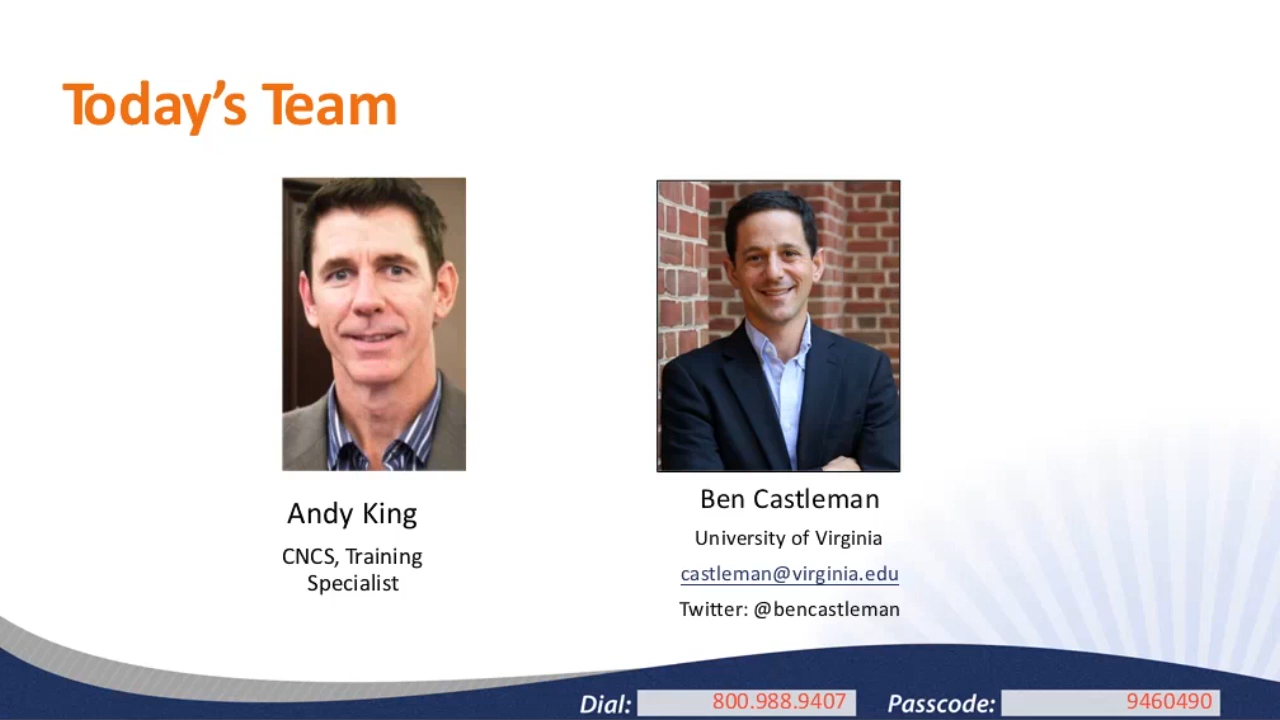 Today’s Team
Andy King
CNCS, Training
Specialist
Ben Castleman
University of Virginia
castleman@virginia.edu
Twitter: @bencastleman
Dial: 800.988.9407 Passcode: 9460490